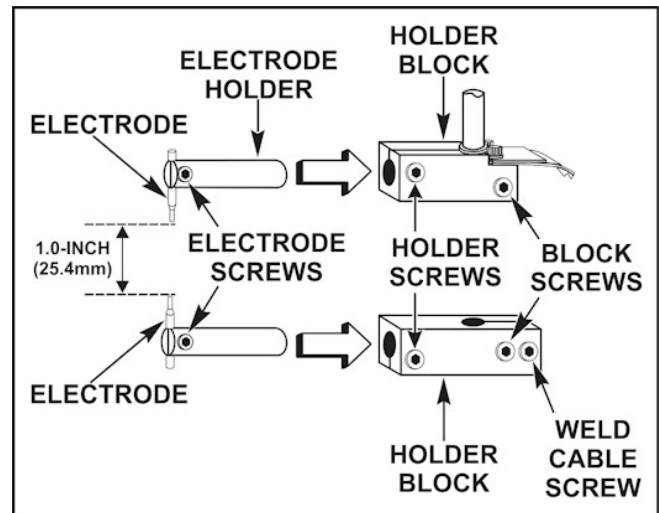 HOLDER
BLOCK
ELECTRODE
HOLDER
ELECTRODE
1.0-INCH
(25.4mm)
ELECTRODE
SCREWS
HOLDER
SCREWS
BLOCK
SCREWS
ELECTRODE
HOLDER
BLOCK
WELD
CABLE
SCREW